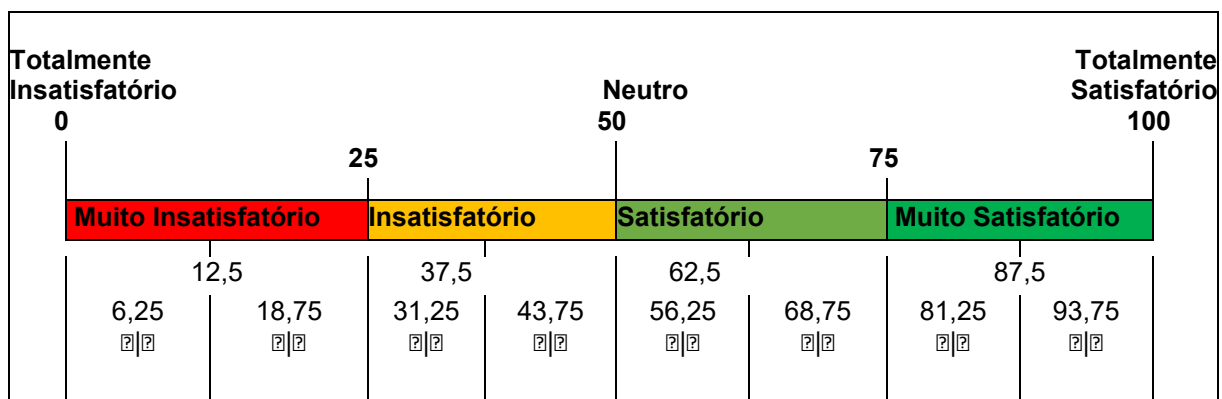 Totalmente Totalmente
Insatisfatório Neutro Satisfatório
0 50 100
25 75
Muito Insatisfatório Insatisfatório Satisfatório Muito Satisfatório
12,5 37,5 62,5 87,5
6,25 18,75 31,25 43,75 56,25 68,75 81,25 93,75
⍰|⍰ ⍰|⍰ ⍰|⍰ ⍰|⍰ ⍰|⍰ ⍰|⍰ ⍰|⍰ ⍰|⍰